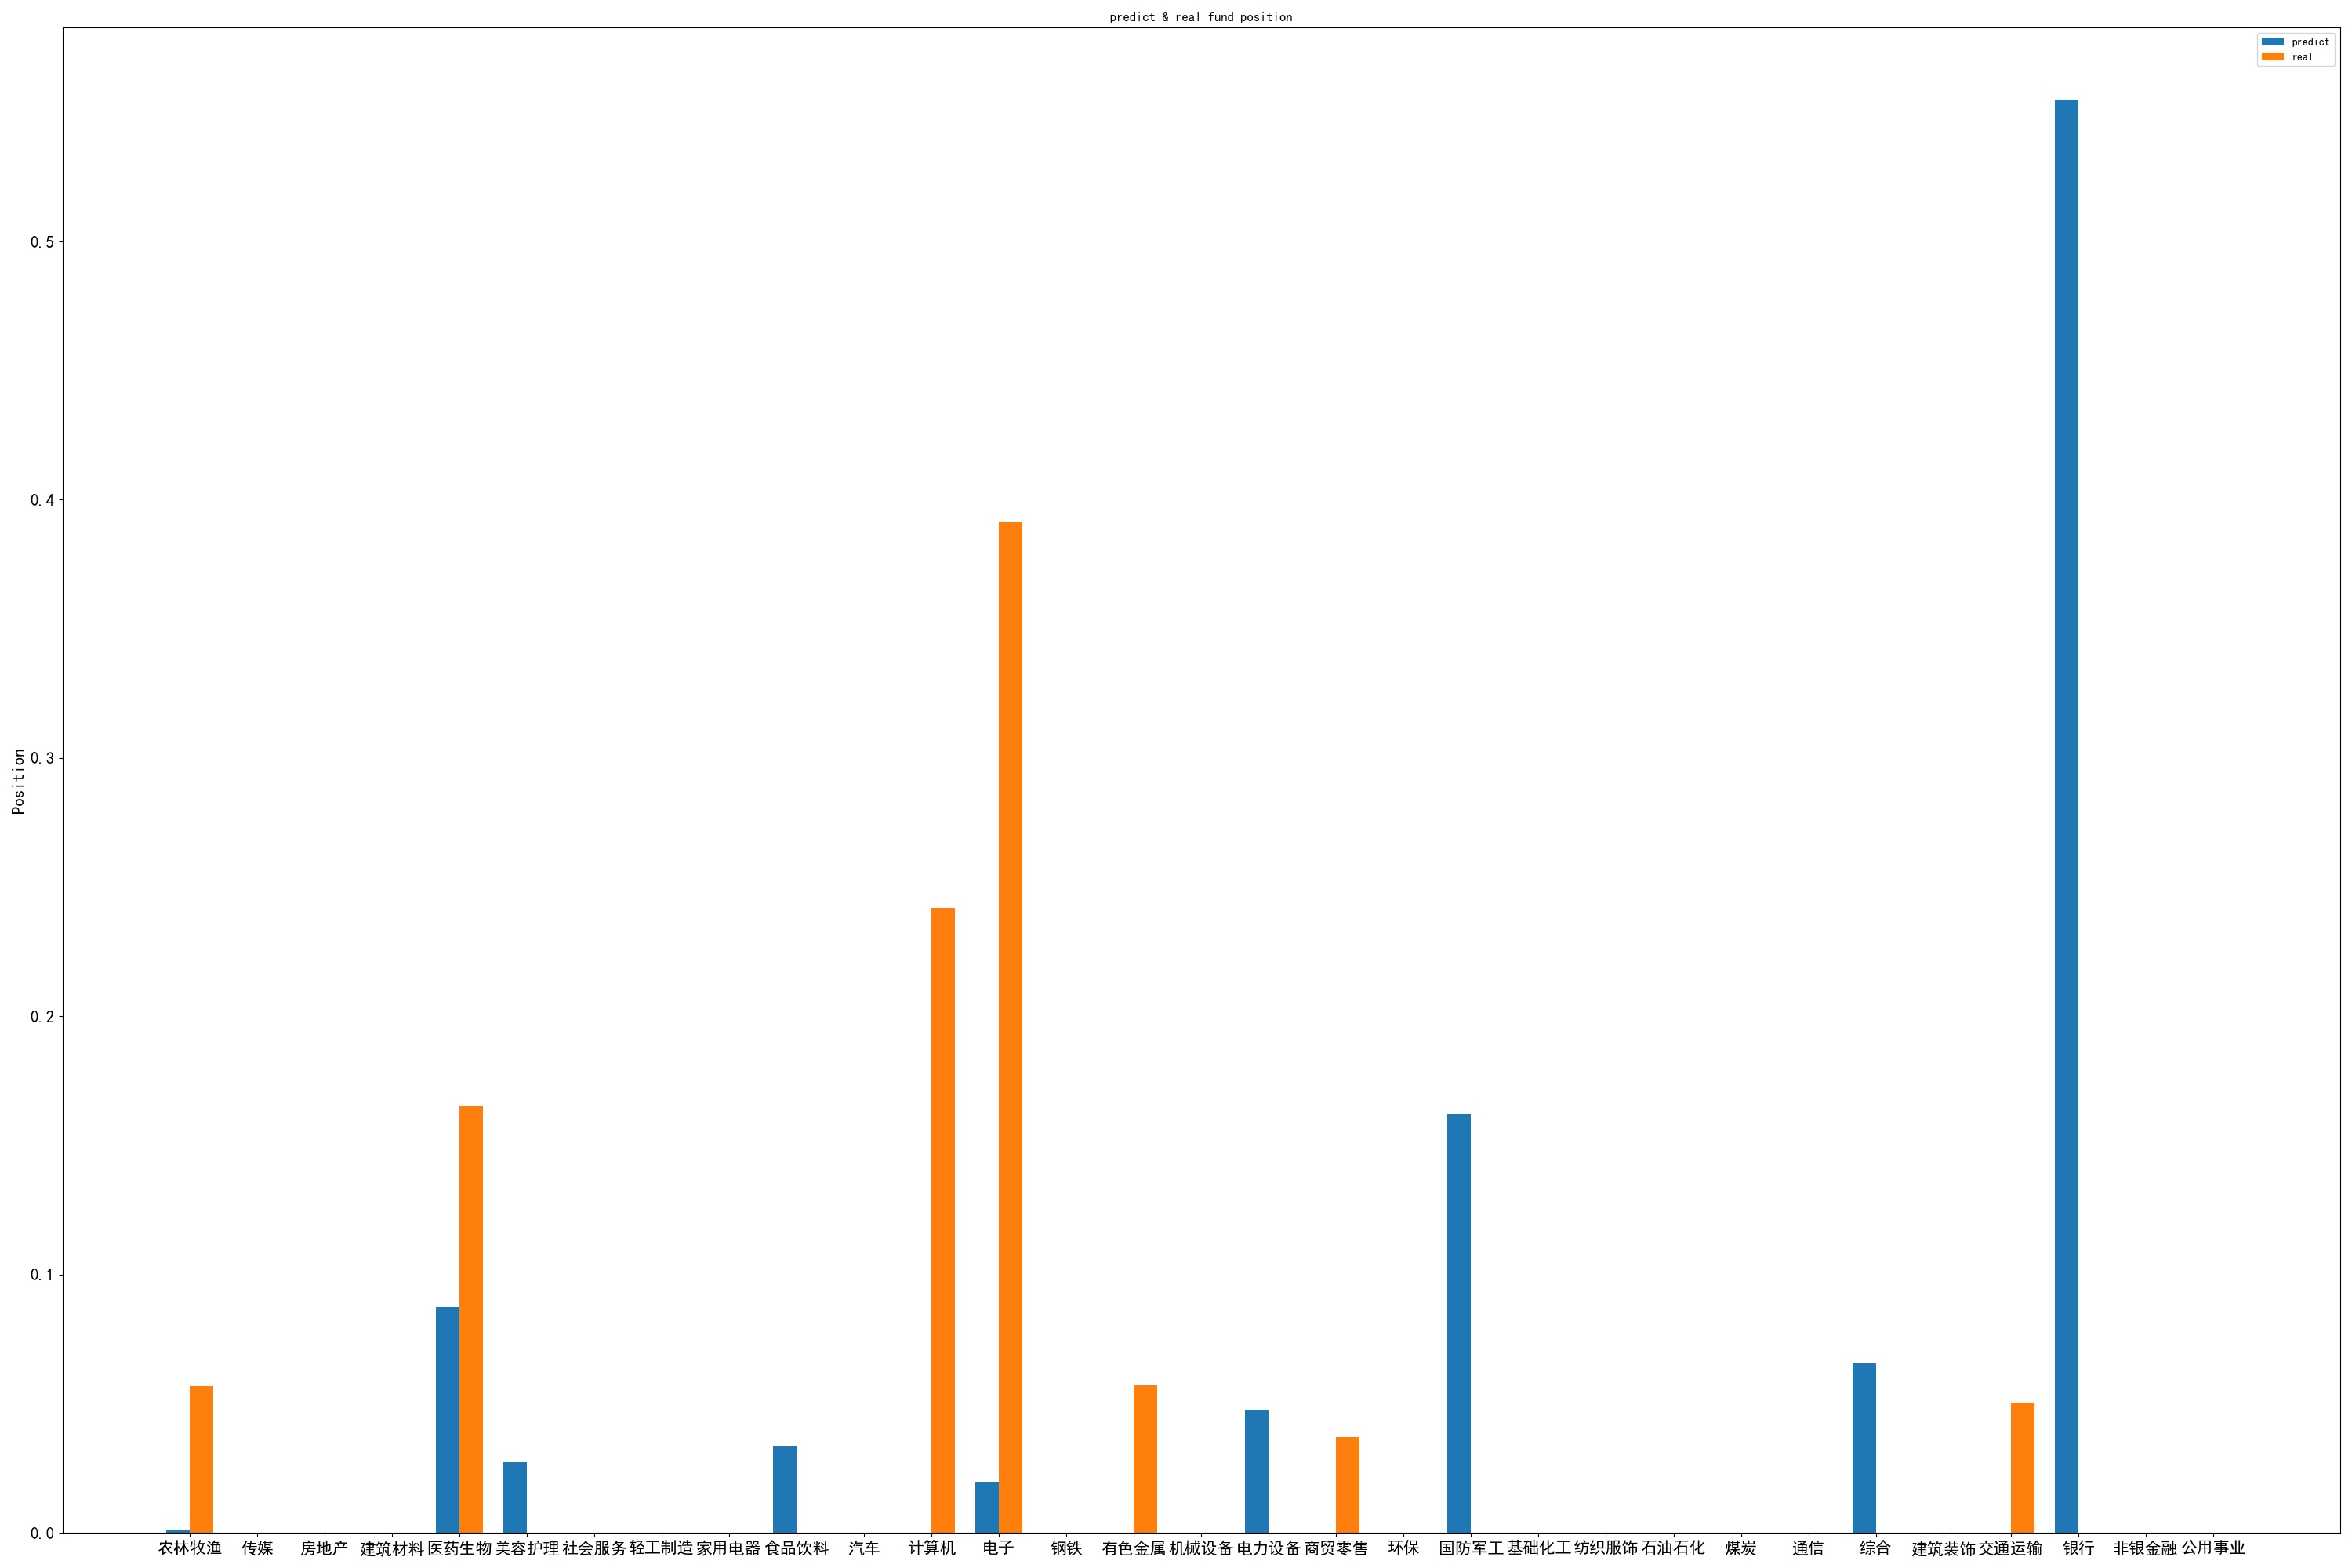 predict & real fund position
predict
real
Position
0.5
0.4
0.3
0.2
0.1
0.0
农林牧渔 传媒 房地产 建筑材料 医药生物 美容护理 社会服务 轻工制造 家用电器 食品饮料 汽车 计算机 电子 钢铁 有色金属 机械设备 电力设备 商贸零售 环保 国防军工 基础化工 纺织服饰 石油石化 煤炭 通信 综合 建筑装饰 交通运输 银行 非银金融 公用事业